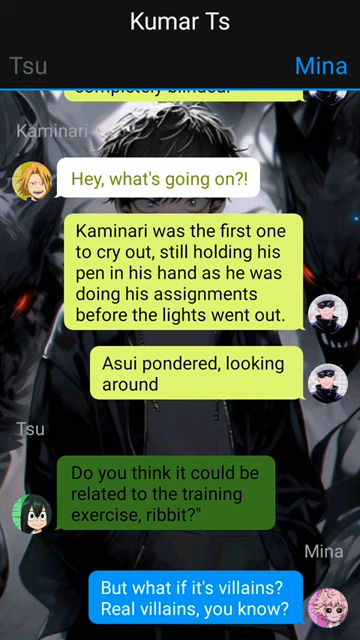 Kumar Ts
Tsu
Mina
completely blinded.
Kaminari
Hey, what's going on?!
Kaminari was the first one
to cry out, still holding his
pen in his hand as he was
doing his assignments
before the lights went out.
Asui pondered, looking
around
Tsu
Do you think it could be
related to the training
exercise, ribbit?"
Mina
But what if it's villains?
Real villains, you know?